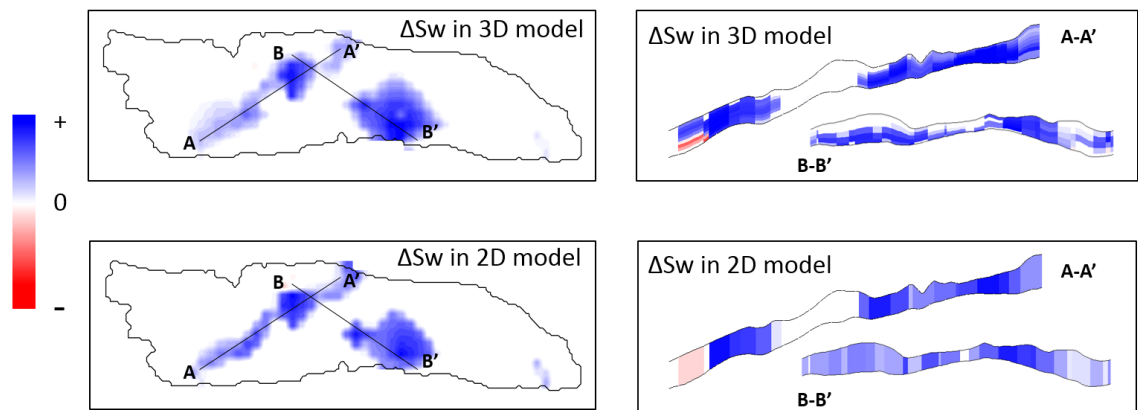 ΔSw in 3D model
B
A’
A
B’
ΔSw in 3D model
A-A’
B-B’
+
0
-
ΔSw in 2D model
B
A’
A
B’
ΔSw in 2D model
A-A’
B-B’